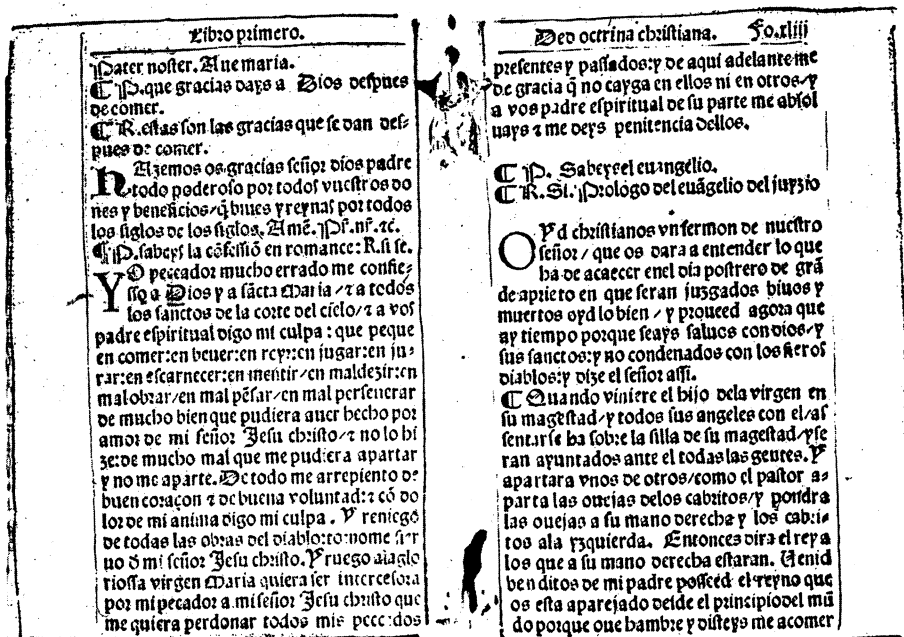 Libro primero.
Pater noster. Aue maria.
¶ P. que gracias days a Dios despues
de comer.
¶ R. estas son las gracias que se dan des-
pues de comer.
HAzemos os gracias señor dios padre
todo poderoso por todos vuestros do
nes y beneficios/q̃ biues y reynas por todos
los siglos de los siglos. Amẽ. Pr̃. nr̃. ⁊c̃.
¶ P. sabeys la cõfessiõ en romance: R. si se.
YO peccador mucho errado me confie-
sso a Dios y a sãcta Maria/⁊ a todos
los sanctos de la corte del cielo/⁊ a vos
padre espiritual digo mi culpa: que peque
en comer:en beuer:en reyr:en jugar:en ju-
rar:en escarnecer:en mentir/en maldezir:en
mal obrar/en mal pẽsar/en mal perseuerar
de mucho bien que pudiera auer hecho por
amor de mi señor Jesu christo/⁊ no lo hi
ze:de mucho mal que me pudiera apartar
y no me aparte. De todo me arrepiento de
buen coraçon ⁊ de buena voluntad:⁊ cõ do
lor de mi anima digo mi culpa. Y reniego
de todas las obras del diablo:to:nome sier
uo d̃ mi señor Jesu christo. Y ruego a la glo
riossa virgen Maria quiera ser intercesora
por mi pecador a mi señor Jesu christo que
me quiera perdonar todos mis peccados
De doctrina christiana. Fo.xliii
presentes y passados:y de aqui adelante me
de gracia q̃ no cayga en ellos ni en otros/y
a vos padre espiritual de su parte me absol
uays ⁊ me deys penitencia dellos.
¶ P. Sabeys el euangelio.
¶ R. Si. Prologo del euãgelio del juyzio
OYd christianos vn sermon de nuestro
señor/que os dara a entender lo que
ha de acaecer enel dia postrero de grã
de aprieto en que seran juzgados biuos y
muertos oyd lo bien/y proueed agora que
ay tiempo porque seays saluos con dios/y
sus sanctos:y no condenados con los fieros
diablos:y dize el señor assi.
¶ Quando viniere el hijo dela virgen en
su magestad/y todos sus angeles con el/as
sentarse ha sobre la silla de su magestad/y se
ran ayuntados ante el todas las gentes. Y
apartara vnos de otros/como el pastor a-
parta las ouejas delos cabritos/y pondra
las ouejas a su mano derecha y los cabri-
tos ala yzquierda. Entonces dira el rey a
los que a su mano derecha estaran. Uenid
ben ditos de mi padre posseed el reyno que
os esta aparejado desde el principio del mũ
do porque oue hambre y disteys me a comer